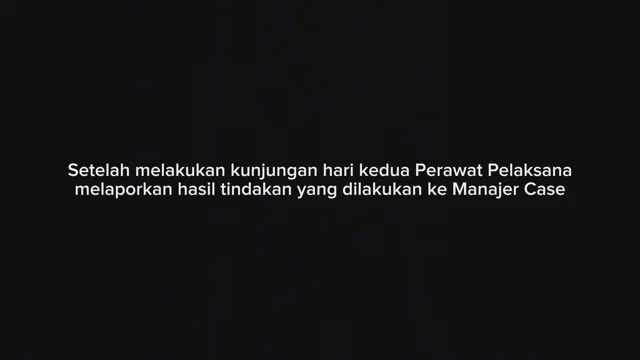 Setelah melakukan kunjungan hari kedua Perawat Pelaksana
melaporkan hasil tindakan yang dilakukan ke Manajer Case